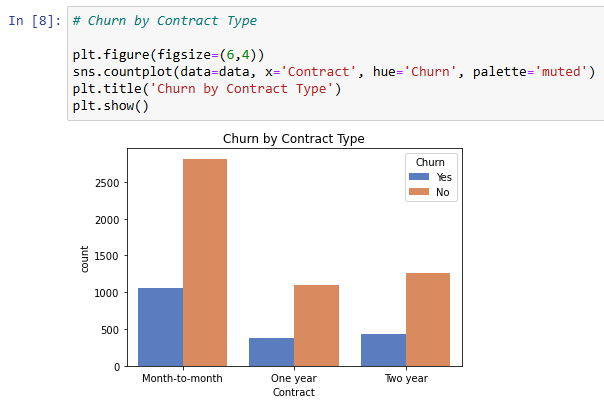 In [8]: # Churn by Contract Type
plt.figure(figsize=(6,4))
sns.countplot(data=data, x='Contract', hue='Churn', palette='muted')
plt.title('Churn by Contract Type')
plt.show()
Churn by Contract Type
Churn
Yes
No
2500
2000
1500
1000
500
0
count
Month-to-month One year Two year
Contract